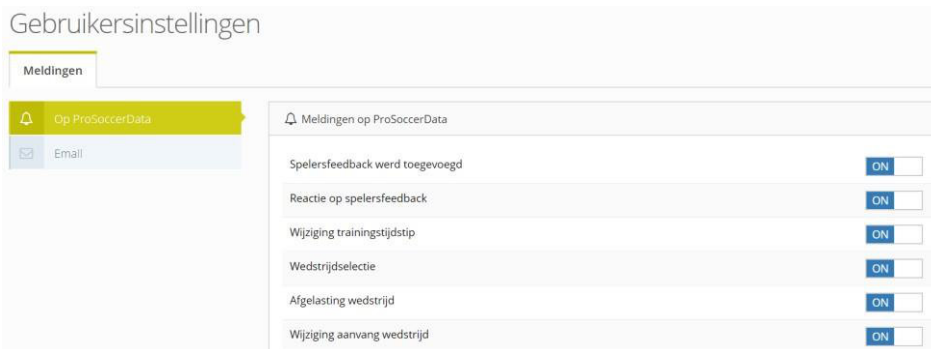 Gebruikersinstellingen
Meldingen
Op ProSoccerData
Email
Meldingen op ProSoccerData
Spelersfeedback werd toegevoegd ON
Reactie op spelersfeedback ON
Wijziging trainingstijdstip ON
Wedstrijdselectie ON
Afgelasting wedstrijd ON
Wijziging aanvang wedstrijd ON